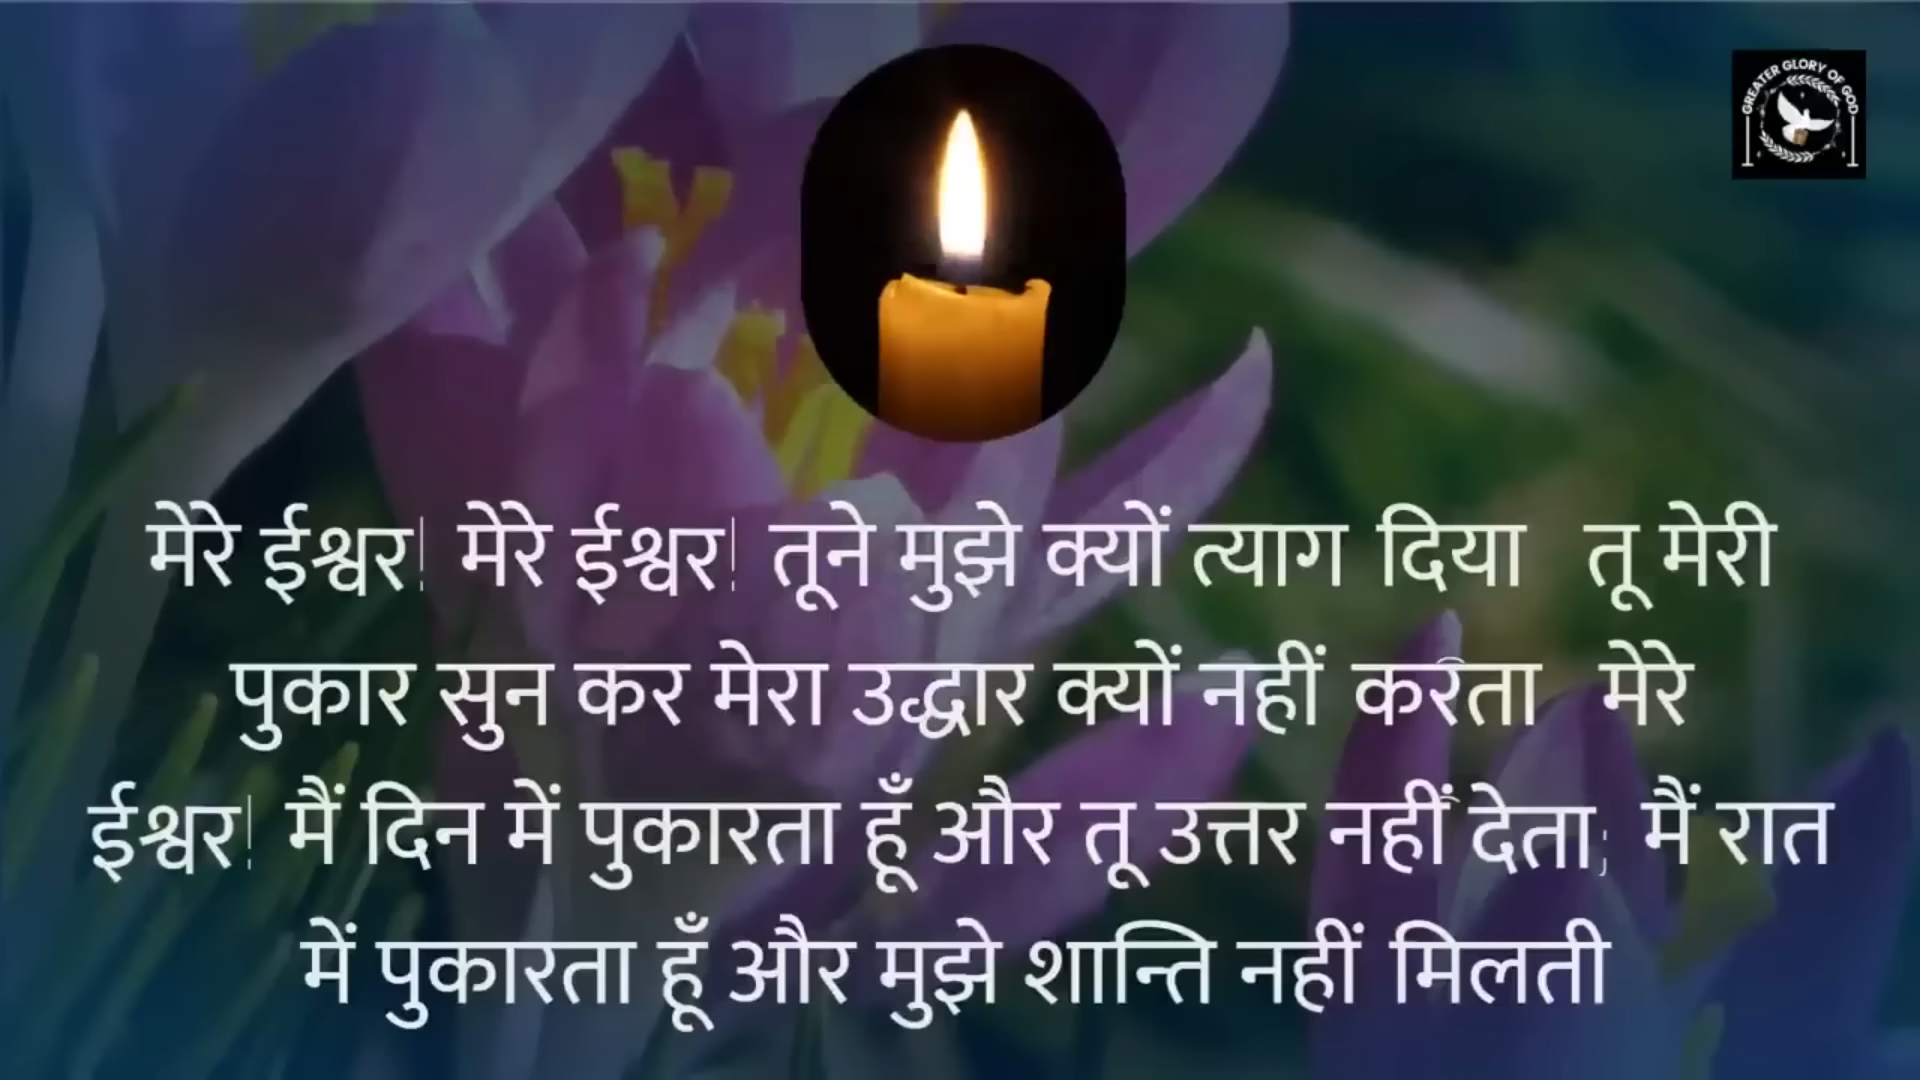 GREATER GLORY OF GOD
मेरे ईश्वर! मेरे ईश्वर! तूने मुझे क्यों त्याग दिया तू मेरी
पुकार सुन कर मेरा उद्धार क्यों नहीं करता मेरे
ईश्वर! मैं दिन में पुकारता हूँ और तू उत्तर नहीं देता; मैं रात
में पुकारता हूँ और मुझे शान्ति नहीं मिलती